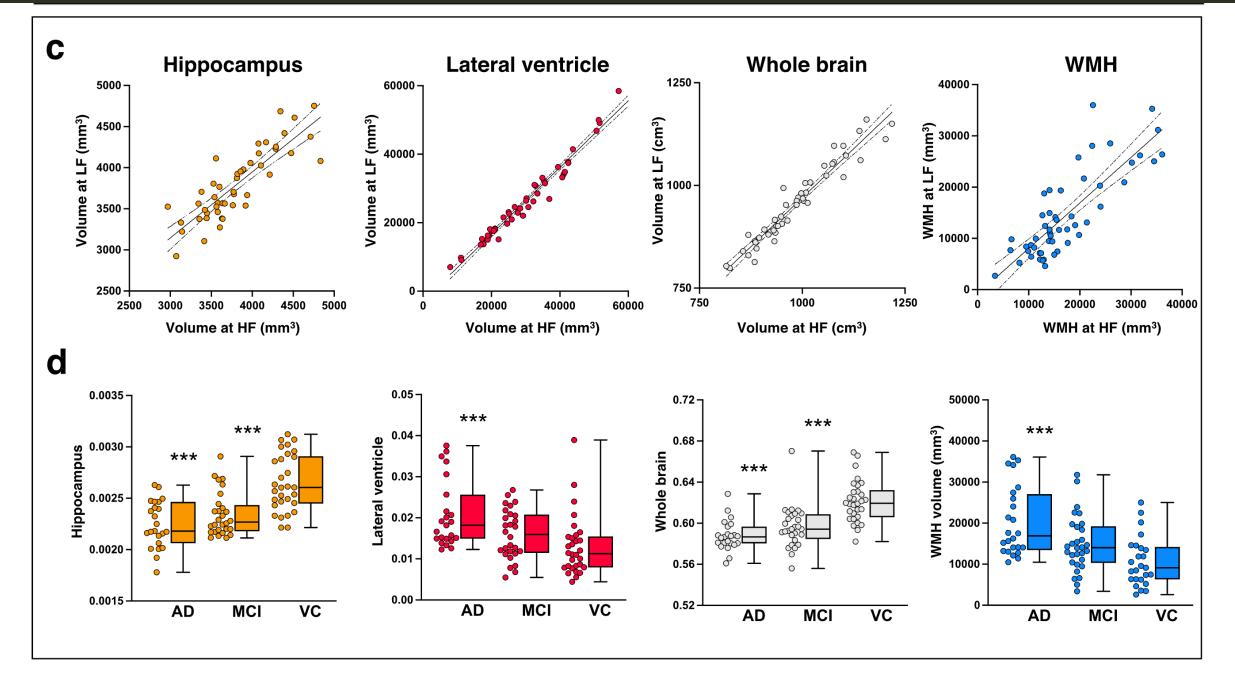 c
Hippocampus
Lateral ventricle
Whole brain
WMH
Volume at LF (mm³)
5000
4500
4000
3500
3000
2500
2500 3000 3500 4000 4500 5000
Volume at HF (mm³)
Volume at LF (mm³)
60000
40000
20000
0
0 20000 40000 60000
Volume at HF (mm³)
Volume at LF (cm³)
1250
1000
750
750 1000 1250
Volume at HF (cm³)
WMH at LF (mm³)
40000
30000
20000
10000
0
0 10000 20000 30000 40000
WMH at HF (mm³)
d
Hippocampus
0.0035
0.0030
0.0025
0.0020
0.0015
*** ***
AD MCI VC
Lateral ventricle
0.05
0.04
0.03
0.02
0.01
0.00
***
AD MCI VC
Whole brain
0.72
0.68
0.64
0.60
0.56
0.52
*** ***
AD MCI VC
WMH volume (mm³)
50000
40000
30000
20000
10000
0
***
AD MCI VC